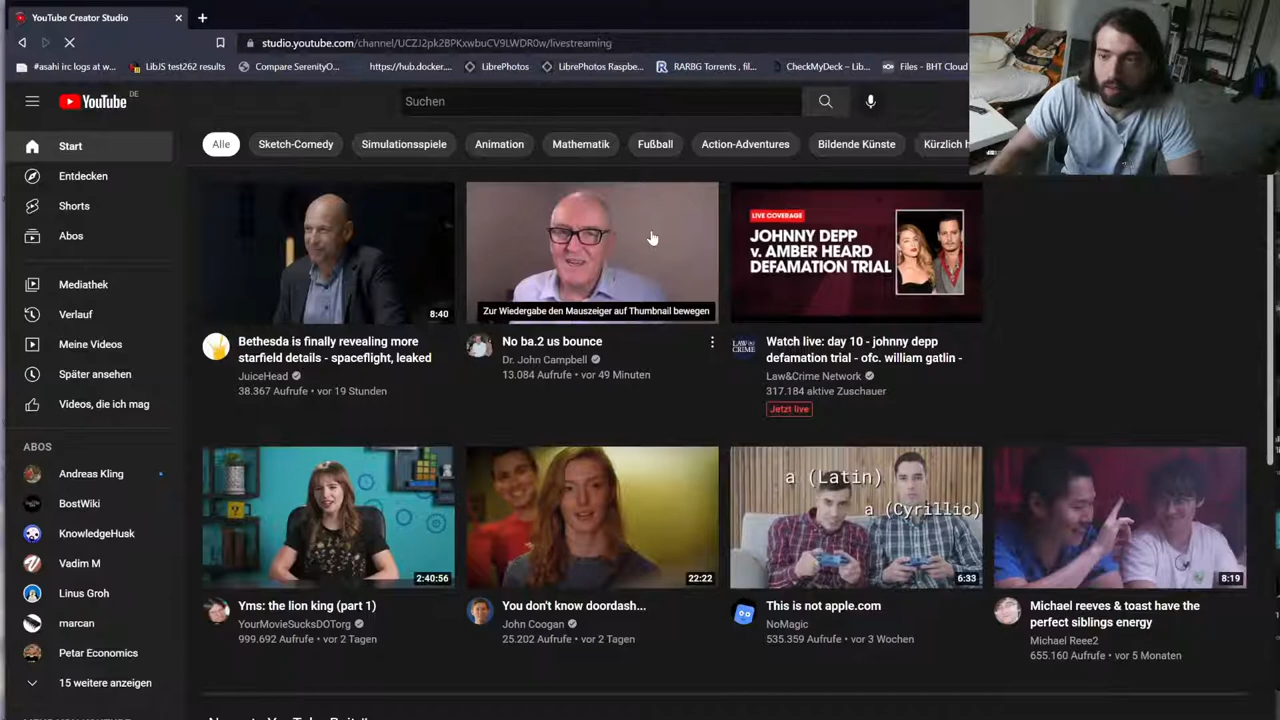 YouTube Creator Studio
studio.youtube.com/channel/UCZJ2pk2BPKxwbuCV9LWDR0w/livestreaming
#asahi irc logs at w...
LibJS test262 results
Compare SerenityO...
https://hub.docker....
LibrePhotos
LibrePhotos Raspbe...
RARBG Torrents , fil...
CheckMyDeck – Lib...
Files - BHT Cloud
YouTube DE
Suchen
Start
Entdecken
Shorts
Abos
Mediathek
Verlauf
Meine Videos
Später ansehen
Videos, die ich mag
ABOS
Andreas Kling
BostWiki
KnowledgeHusk
Vadim M
Linus Groh
marcan
Petar Economics
15 weitere anzeigen
Alle
Sketch-Comedy
Simulationsspiele
Animation
Mathematik
Fußball
Action-Adventures
Bildende Künste
Kürzlich
8:40
Bethesda is finally revealing more
starfield details - spaceflight, leaked
JuiceHead
38.367 Aufrufe • vor 19 Stunden
Zur Wiedergabe den Mauszeiger auf Thumbnail bewegen
No ba.2 us bounce
Dr. John Campbell
13.084 Aufrufe • vor 49 Minuten
LIVE COVERAGE
JOHNNY DEPP
V. AMBER HEARD
DEFAMATION TRIAL
LAW&CRIME
Watch live: day 10 - johnny depp
defamation trial - ofc. william gatlin -
Law&Crime Network
317.184 aktive Zuschauer
Jetzt live
2:40:56
Yms: the lion king (part 1)
YourMovieSucksDOTorg
999.692 Aufrufe • vor 2 Tagen
22:22
You don't know doordash...
John Coogan
25.202 Aufrufe • vor 2 Tagen
a (Latin)
a (Cyrillic)
6:33
This is not apple.com
NoMagic
535.359 Aufrufe • vor 3 Wochen
8:19
Michael reeves & toast have the
perfect siblings energy
Michael Reee2
655.160 Aufrufe • vor 5 Monaten